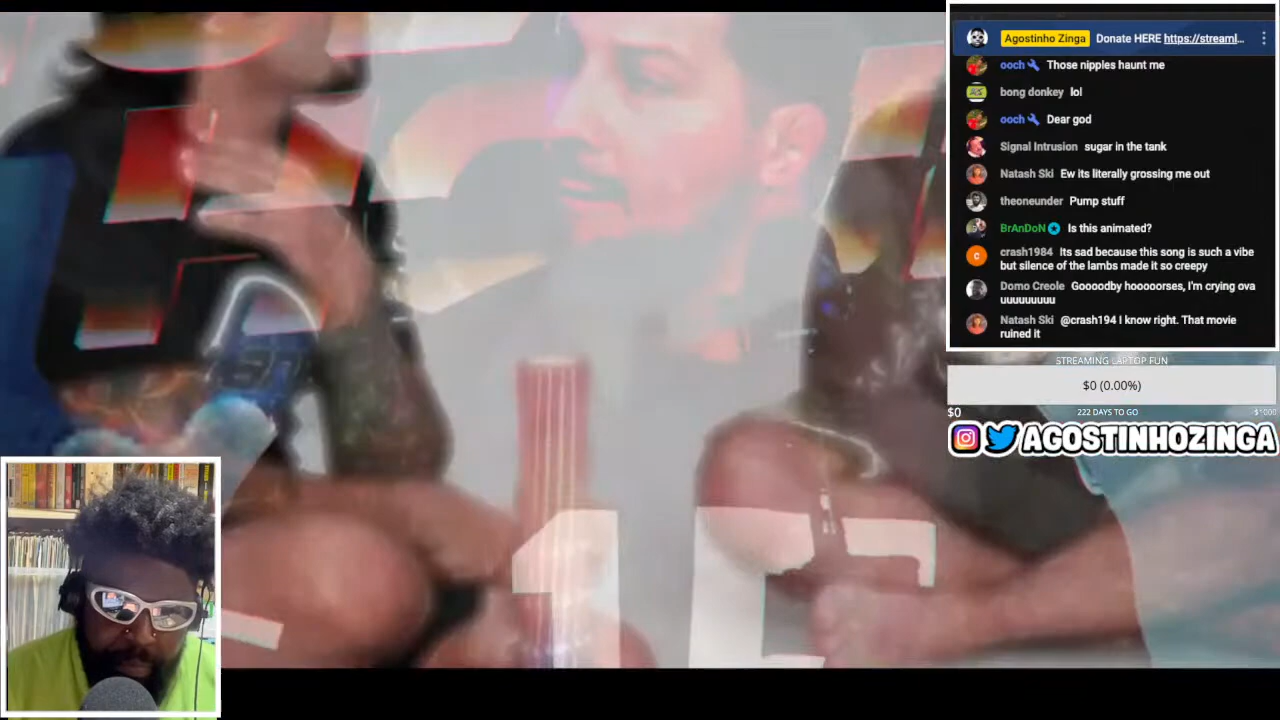 Agostinho Zinga Donate HERE https://streaml...
ooch Those nipples haunt me
bong donkey lol
ooch Dear god
Signal Intrusion sugar in the tank
Natash Ski Ew its literally grossing me out
theoneunder Pump stuff
BrAnDoN Is this animated?
crash1984 Its sad because this song is such a vibe
but silence of the lambs made it so creepy
Domo Creole Goooodby hooooorses, I'm crying ova
uuuuuuuuu
Natash Ski @crash194 I know right. That movie
ruined it
STREAMING LAPTOP FUN
$0 (0.00%)
$0 222 DAYS TO GO $1000
AGOSTINHOZINGA